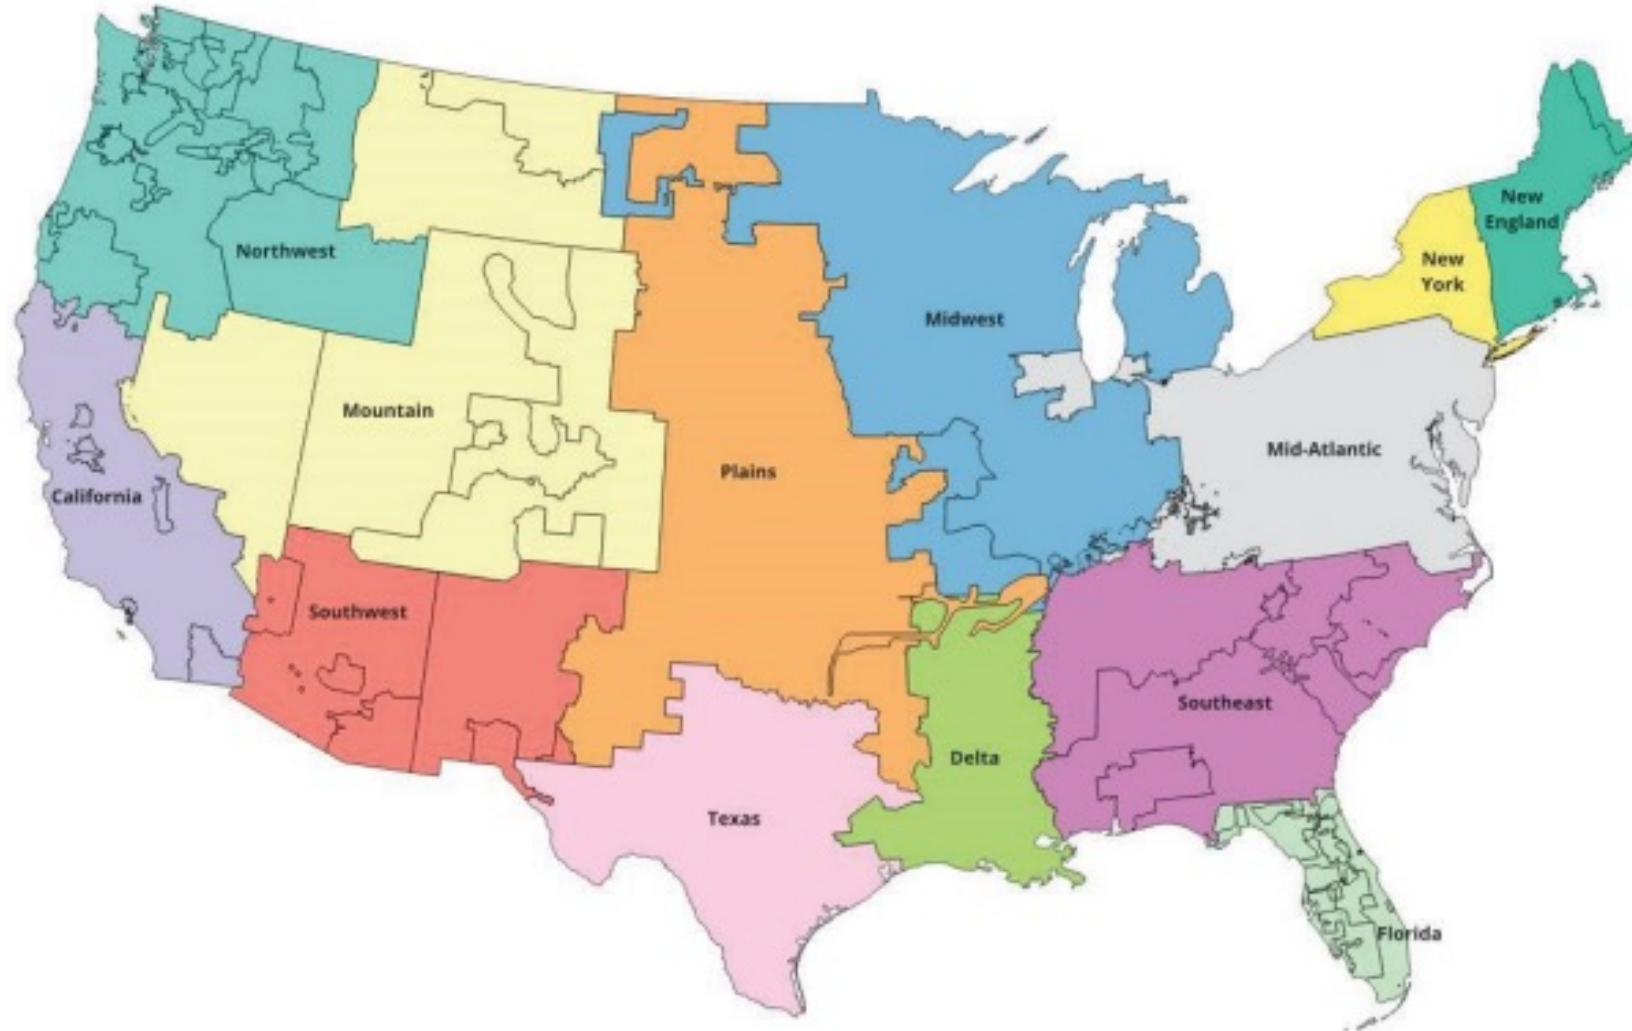 New
England
Northwest
New
York
Midwest
Mountain
Mid-Atlantic
Plains
California
Southwest
Southeast
Delta
Texas
Florida